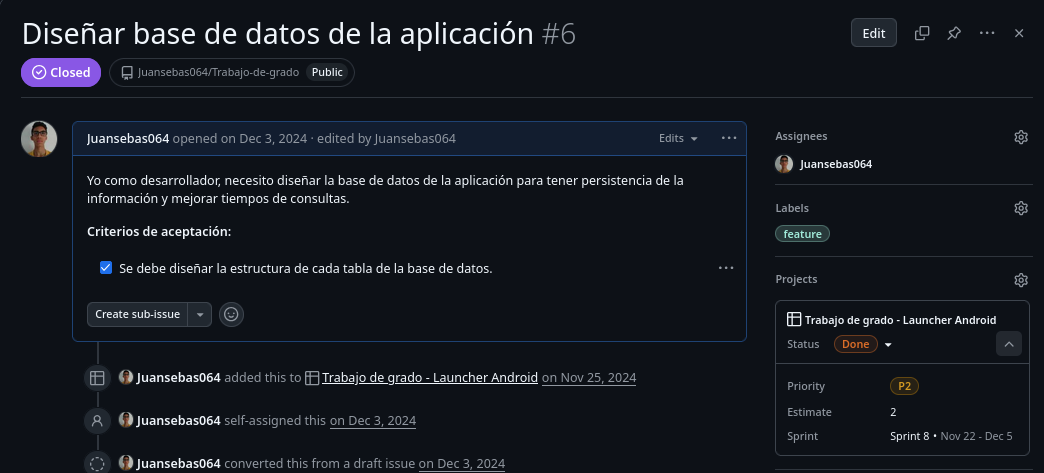 Diseñar base de datos de la aplicación #6
Edit
Closed
Juansebas064/Trabajo-de-grado Public
Juansebas064 opened on Dec 3, 2024 · edited by Juansebas064
Edits
Yo como desarrollador, necesito diseñar la base de datos de la aplicación para tener persistencia de la
información y mejorar tiempos de consultas.
Criterios de aceptación:
Se debe diseñar la estructura de cada tabla de la base de datos.
Create sub-issue
Juansebas064 added this to Trabajo de grado - Launcher Android on Nov 25, 2024
Juansebas064 self-assigned this on Dec 3, 2024
Juansebas064 converted this from a draft issue on Dec 3, 2024
Assignees
Juansebas064
Labels
feature
Projects
Trabajo de grado - Launcher Android
Status Done
Priority P2
Estimate 2
Sprint Sprint 8 • Nov 22 - Dec 5